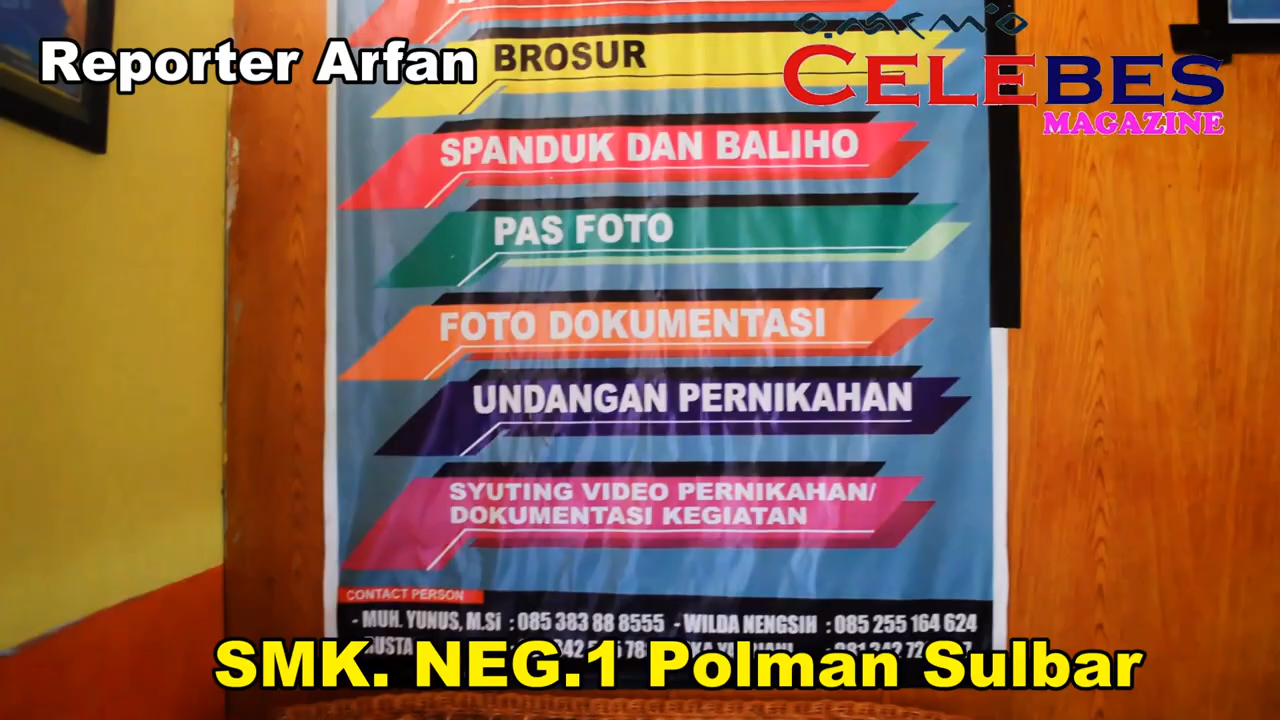 Reporter Arfan
CELEBES
MAGAZINE
BROSUR
SPANDUK DAN BALIHO
PAS FOTO
FOTO DOKUMENTASI
UNDANGAN PERNIKAHAN
SYUTING VIDEO PERNIKAHAN/
DOKUMENTASI KEGIATAN
CONTACT PERSON
- MUH. YUNUS, M.Si : 085 383 88 8555 - WILDA NENGSIH : 085 255 164 624
SMK. NEG.1 Polman Sulbar